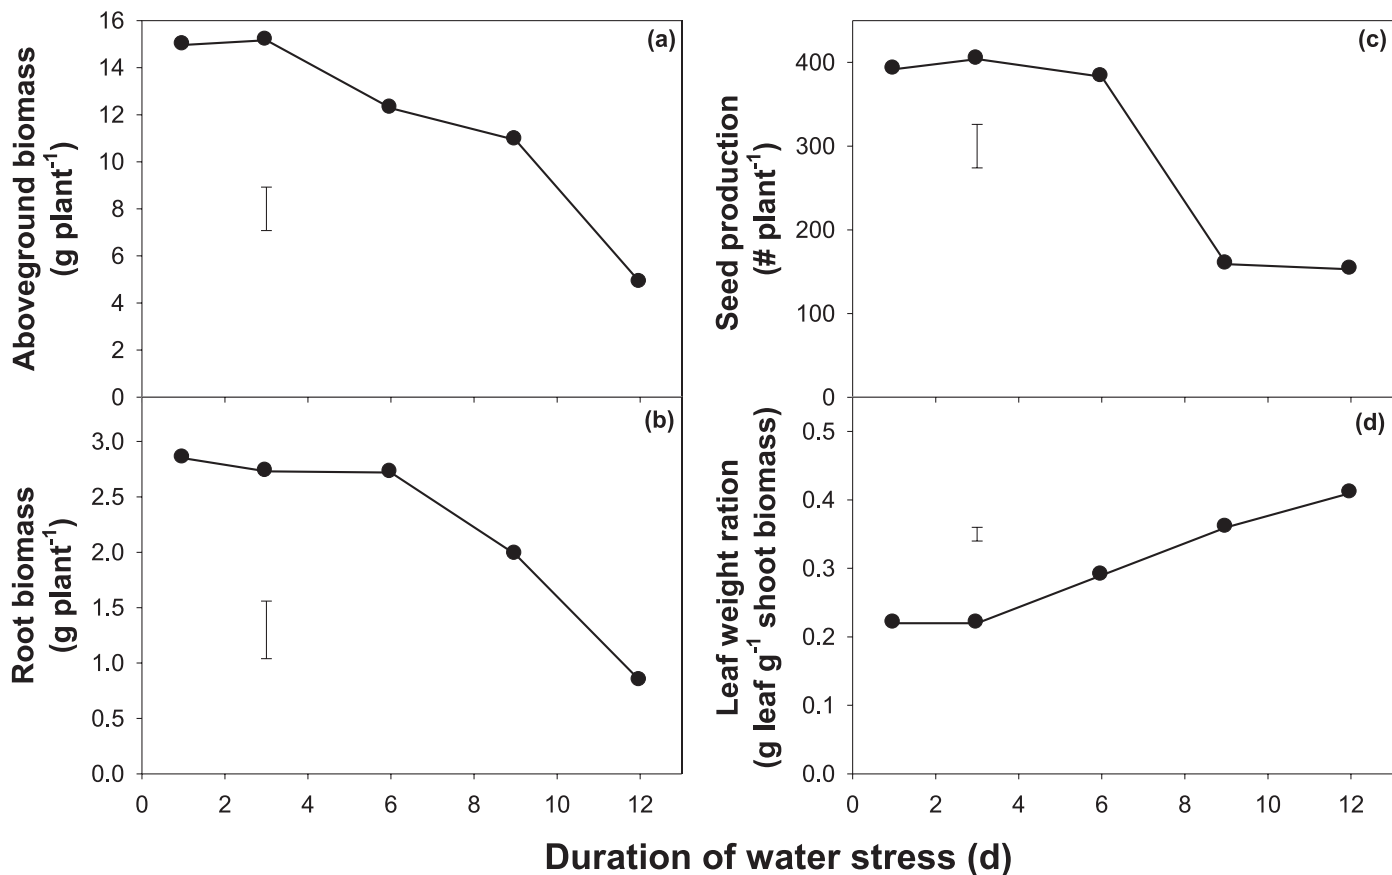 Aboveground biomass
(g plant⁻¹)
16
14
12
10
8
6
4
2
0
(a)
Root biomass
(g plant⁻¹)
3.0
2.5
2.0
1.5
1.0
0.5
0.0
(b)
0 2 4 6 8 10 12
Seed production
(# plant⁻¹)
400
300
200
100
0
(c)
Leaf weight ration
(g leaf g⁻¹ shoot biomass)
0.5
0.4
0.3
0.2
0.1
0.0
(d)
0 2 4 6 8 10 12
Duration of water stress (d)